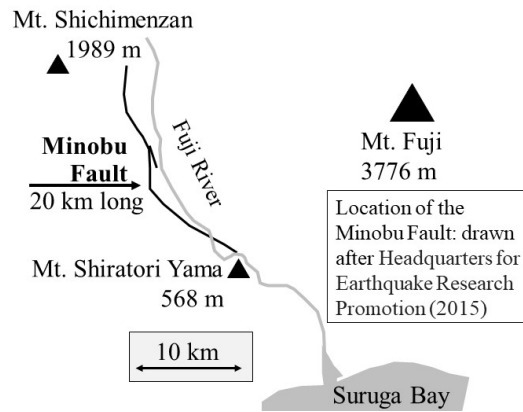 Mt. Shichimenzan
1989 m
Minobu
Fault
20 km long
Fuji River
Mt. Fuji
3776 m
Location of the
Minobu Fault: drawn
after Headquarters for
Earthquake Research
Promotion (2015)
Mt. Shiratori Yama
568 m
10 km
Suruga Bay